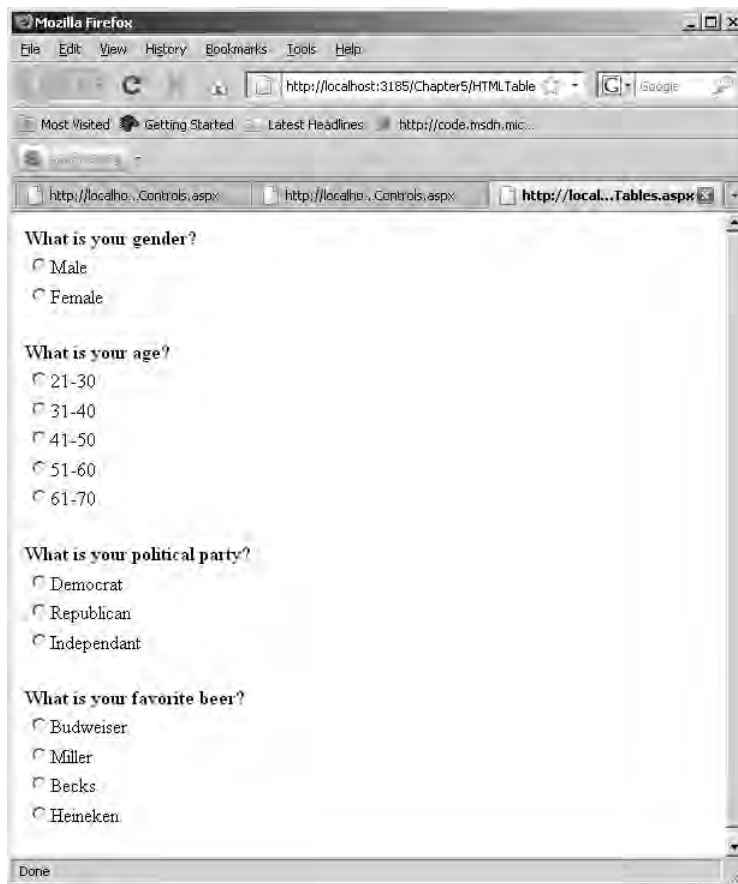 Mozilla Firefox
File Edit View History Bookmarks Tools Help
http://localhost:3185/Chapter5/HTMLTable
G Google
Most Visited Getting Started Latest Headlines http://code.msdn.mic...
http://localho...Controls.aspx http://localho...Controls.aspx http://local...Tables.aspx
What is your gender?
Male
Female
What is your age?
21-30
31-40
41-50
51-60
61-70
What is your political party?
Democrat
Republican
Independant
What is your favorite beer?
Budweiser
Miller
Becks
Heineken
Done